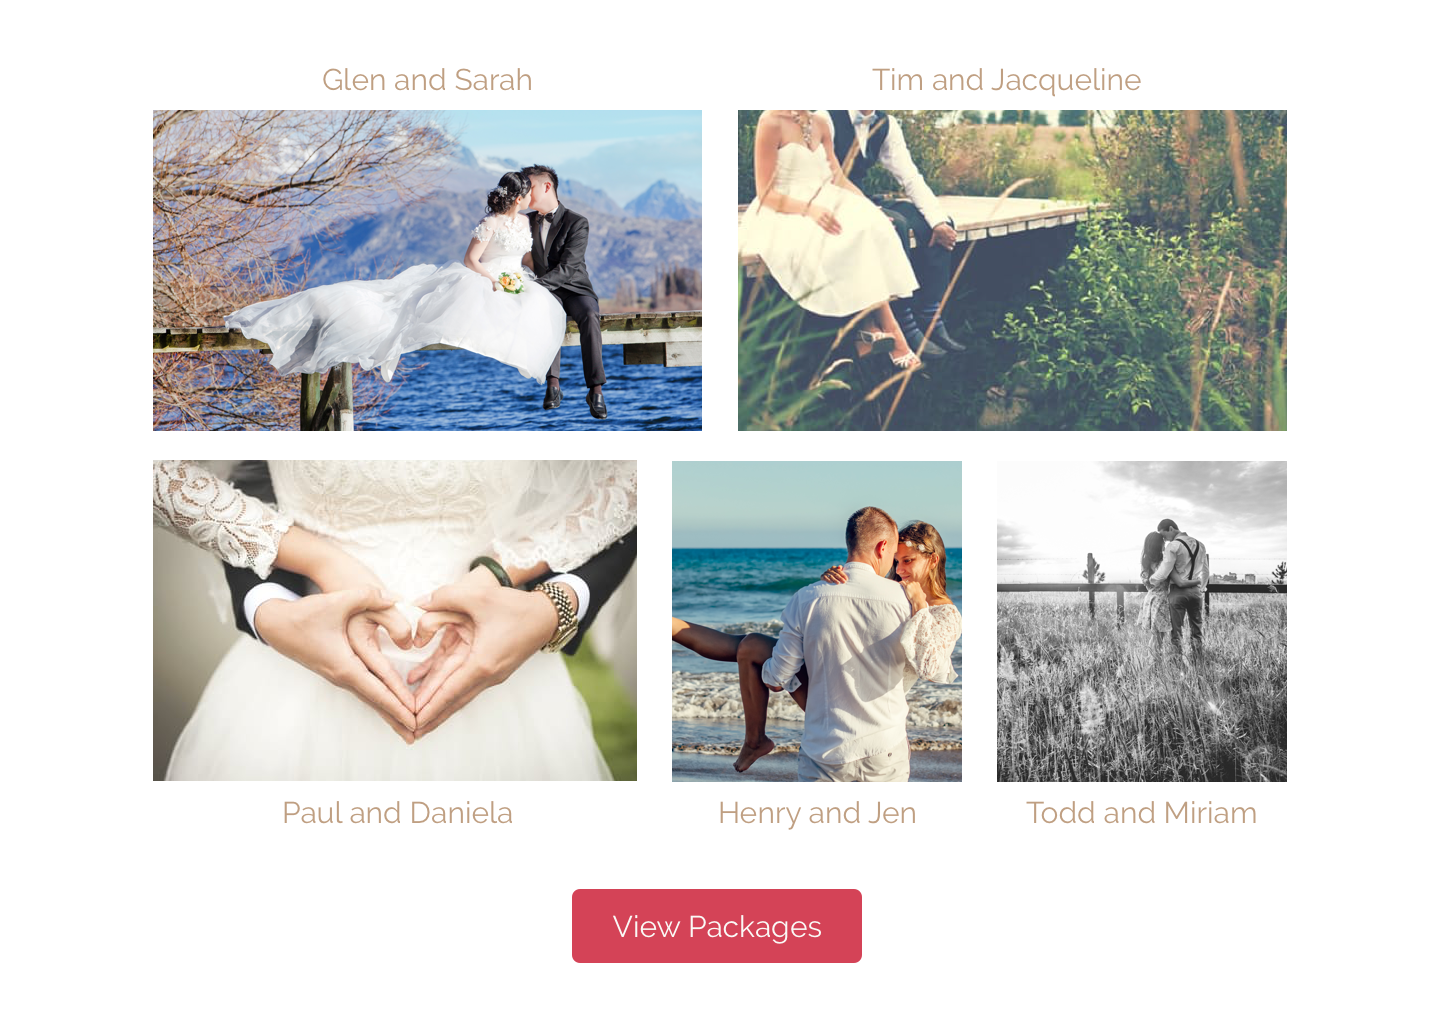 Glen and Sarah
Tim and Jacqueline
Paul and Daniela
Henry and Jen
Todd and Miriam
View Packages